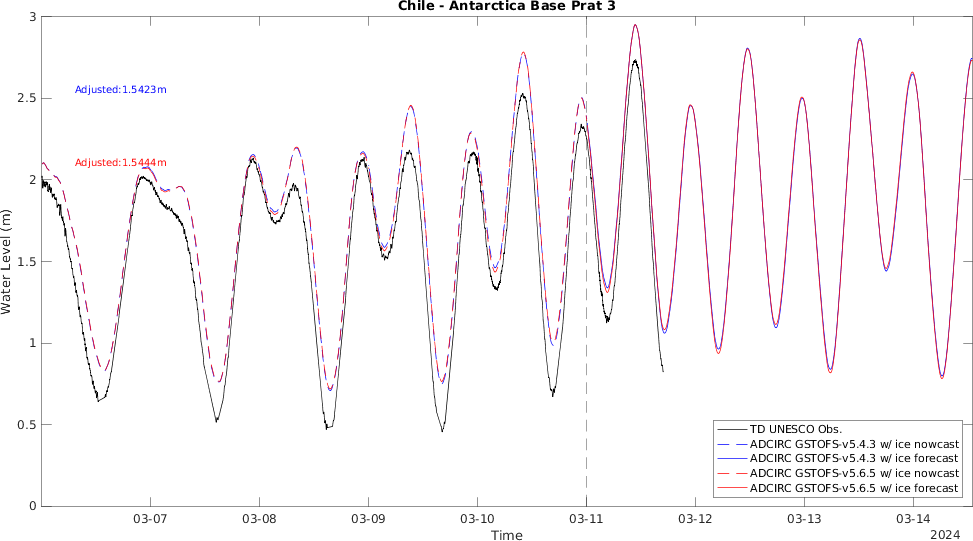 Chile - Antarctica Base Prat 3
Water Level (m)
3
2.5
2
1.5
1
0.5
0
Adjusted:1.5423m
Adjusted:1.5444m
TD UNESCO Obs.
ADCIRC GSTOFS-v5.4.3 w/ ice nowcast
ADCIRC GSTOFS-v5.4.3 w/ ice forecast
ADCIRC GSTOFS-v5.6.5 w/ ice nowcast
ADCIRC GSTOFS-v5.6.5 w/ ice forecast
03-07 03-08 03-09 03-10 03-11 03-12 03-13 03-14
Time
2024